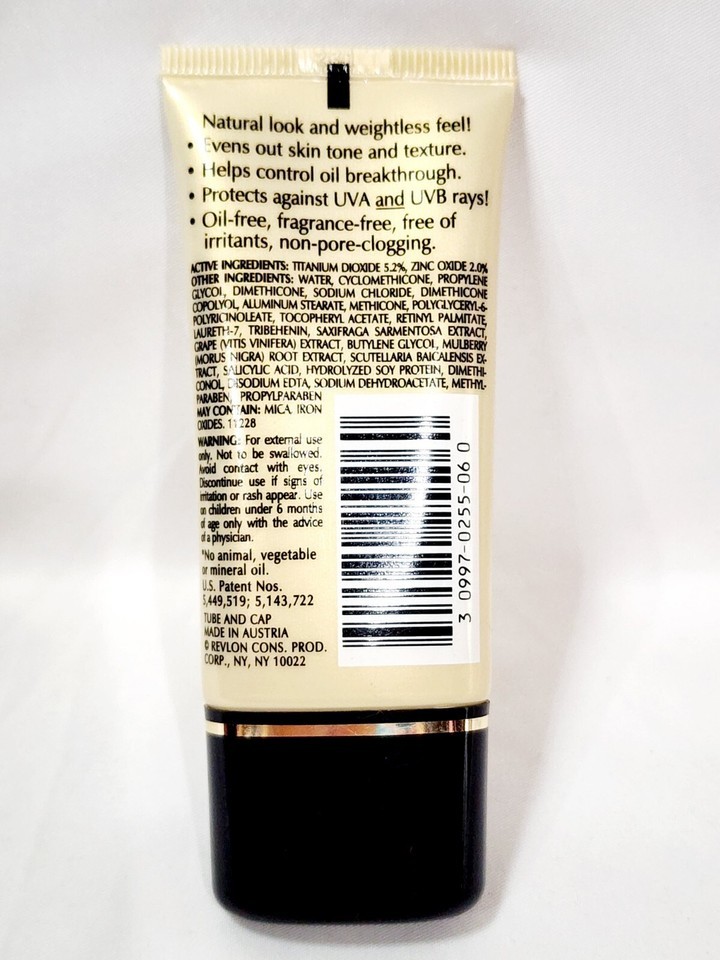 Natural look and weightless feel!
• Evens out skin tone and texture.
• Helps control oil breakthrough.
• Protects against UVA and UVB rays!
• Oil-free, fragrance-free, free of
irritants, non-pore-clogging.
ACTIVE INGREDIENTS: TITANIUM DIOXIDE 5.2%, ZINC OXIDE 2.0%
OTHER INGREDIENTS: WATER, CYCLOMETHICONE, PROPYLENE
GLYCOL, DIMETHICONE, SODIUM CHLORIDE, DIMETHICONE
COPOLYOL, ALUMINUM STEARATE, METHICONE, POLYGLYCERYL-6-
POLYRICINOLEATE, TOCOPHERYL ACETATE, RETINYL PALMITATE,
LAURETH-7, TRIBEHENIN, SAXIFRAGA SARMENTOSA EXTRACT,
GRAPE (VITIS VINIFERA) EXTRACT, BUTYLENE GLYCOL, MULBERRY
(MORUS NIGRA) ROOT EXTRACT, SCUTELLARIA BAICALENSIS EX-
TRACT, SALICYLIC ACID, HYDROLYZED SOY PROTEIN, DIMETHI-
CONOL, DISODIUM EDTA, SODIUM DEHYDROACETATE, METHYL-
PARABEN, PROPYLPARABEN
MAY CONTAIN: MICA, IRON
OXIDES. 11228
WARNING: For external use
only. Not to be swallowed.
Avoid contact with eyes.
Discontinue use if signs of
irritation or rash appear. Use
on children under 6 months
of age only with the advice
of a physician.
*No animal, vegetable
or mineral oil.
U.S. Patent Nos.
5,449,519; 5,143,722
TUBE AND CAP
MADE IN AUSTRIA
© REVLON CONS. PROD.
CORP., NY, NY 10022
3 0997-0255-06 0